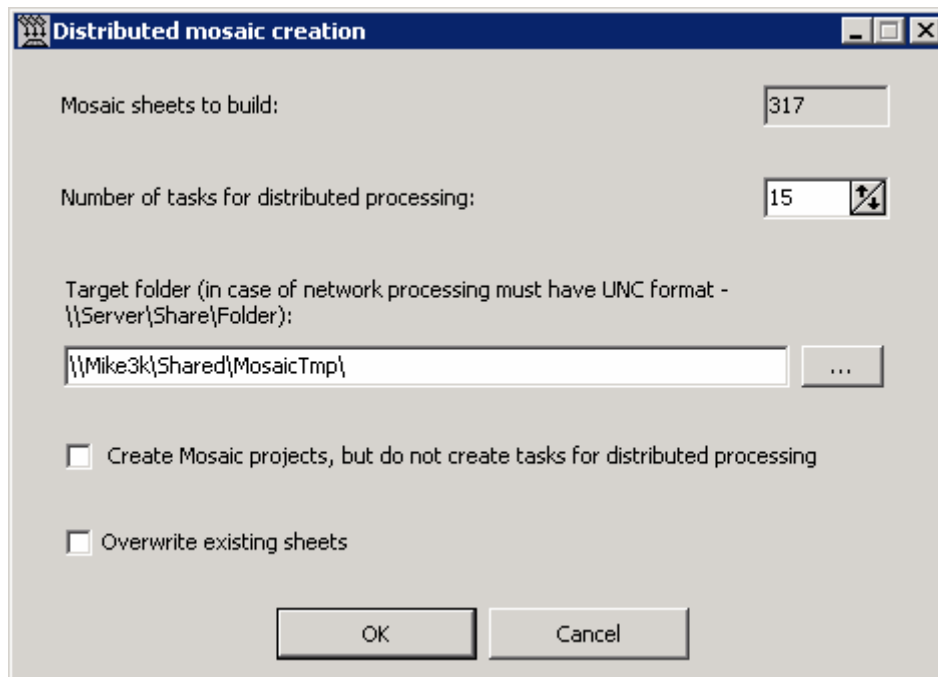 Distributed mosaic creation
Mosaic sheets to build:
317
Number of tasks for distributed processing:
15
Target folder (in case of network processing must have UNC format -
\\Server\Share\Folder):
\\Mike3k\Shared\MosaicTmp\
...
Create Mosaic projects, but do not create tasks for distributed processing
Overwrite existing sheets
OK
Cancel